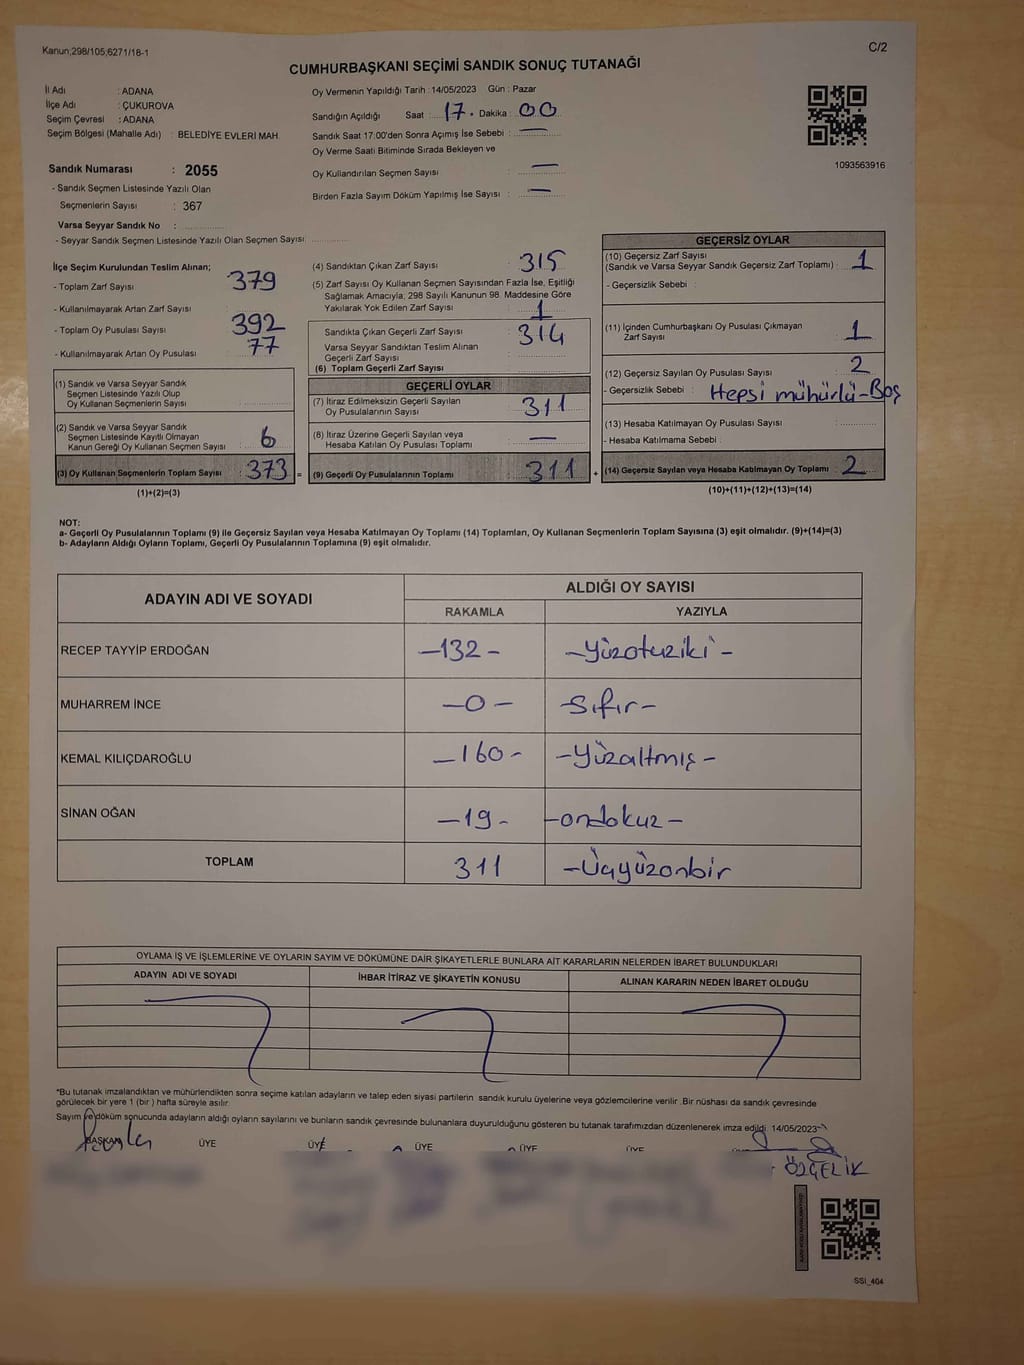 Kanun;298/105;6271/18-1
C/2
CUMHURBAŞKANI SEÇİMİ SANDIK SONUÇ TUTANAĞI
İl Adı : ADANA
İlçe Adı : ÇUKUROVA
Seçim Çevresi : ADANA
Seçim Bölgesi (Mahalle Adı) : BELEDİYE EVLERİ MAH.
Oy Vermenin Yapıldığı Tarih : 14/05/2023 Gün : Pazar
Sandığın Açıldığı Saat : 17. Dakika : 00
Sandık Saat 17:00'den Sonra Açımış İse Sebebi : —
Oy Verme Saati Bitiminde Sırada Bekleyen ve
Oy Kullandırılan Seçmen Sayısı : —
Birden Fazla Sayım Döküm Yapılmış İse Sayısı : —
1093563916
Sandık Numarası : 2055
- Sandık Seçmen Listesinde Yazılı Olan
Seçmenlerin Sayısı : 367
Varsa Seyyar Sandık No :
- Seyyar Sandık Seçmen Listesinde Yazılı Olan Seçmen Sayısı:
İlçe Seçim Kurulundan Teslim Alınan;
- Toplam Zarf Sayısı : 379
- Kullanılmayarak Artan Zarf Sayısı :
- Toplam Oy Pusulası Sayısı : 392
- Kullanılmayarak Artan Oy Pusulası : 77
(1) Sandık ve Varsa Seyyar Sandık
Seçmen Listesinde Yazılı Olup
Oy Kullanan Seçmenlerin Sayısı :
(2) Sandık ve Varsa Seyyar Sandık
Seçmen Listesinde Kayıtlı Olmayan
Kanun Gereği Oy Kullanan Seçmen Sayısı : 6
(3) Oy Kullanan Seçmenlerin Toplam Sayısı : 373 =
(1)+(2)=(3)
(4) Sandıktan Çıkan Zarf Sayısı : 315
(5) Zarf Sayısı Oy Kullanan Seçmen Sayısından Fazla İse, Eşitliği
Sağlamak Amacıyla; 298 Sayılı Kanunun 98. Maddesine Göre
Yakılarak Yok Edilen Zarf Sayısı : 1
Sandıkta Çıkan Geçerli Zarf Sayısı : 314
Varsa Seyyar Sandıktan Teslim Alınan
Geçerli Zarf Sayısı :
(6) Toplam Geçerli Zarf Sayısı :
GEÇERLİ OYLAR
(7) İtiraz Edilmeksizin Geçerli Sayılan
Oy Pusulalarının Sayısı : 311
(8) İtiraz Üzerine Geçerli Sayılan veya
Hesaba Katılan Oy Pusulası Toplamı : —
(9) Geçerli Oy Pusulalarının Toplamı : 311 +
GEÇERSİZ OYLAR
(10) Geçersiz Zarf Sayısı
(Sandık ve Varsa Seyyar Sandık Geçersiz Zarf Toplamı) : 1
- Geçersizlik Sebebi :
(11) İçinden Cumhurbaşkanı Oy Pusulası Çıkmayan
Zarf Sayısı : 1
(12) Geçersiz Sayılan Oy Pusulası Sayısı : 2
- Geçersizlik Sebebi : Hepsi mühürlü-Boş
(13) Hesaba Katılmayan Oy Pusulası Sayısı :
- Hesaba Katılmama Sebebi :
(14) Geçersiz Sayılan veya Hesaba Katılmayan Oy Toplamı : 2
(10)+(11)+(12)+(13)=(14)
NOT:
a- Geçerli Oy Pusulalarının Toplamı (9) ile Geçersiz Sayılan veya Hesaba Katılmayan Oy Toplamı (14) Toplamları, Oy Kullanan Seçmenlerin Toplam Sayısına (3) eşit olmalıdır. (9)+(14)=(3)
b- Adayların Aldığı Oyların Toplamı, Geçerli Oy Pusulalarının Toplamına (9) eşit olmalıdır.
ADAYIN ADI VE SOYADI
ALDIĞI OY SAYISI
RAKAMLA YAZIYLA
RECEP TAYYİP ERDOĞAN -132- -Yüzotuziki-
MUHARREM İNCE -0- -Sıfır-
KEMAL KILIÇDAROĞLU -160- -Yüzaltmış-
SİNAN OĞAN -19- -ondokuz-
TOPLAM 311 -Üçyüzonbir
OYLAMA İŞ VE İŞLEMLERİNE VE OYLARIN SAYIM VE DÖKÜMÜNE DAİR ŞİKAYETLERLE BUNLARA AİT KARARLARIN NELERDEN İBARET BULUNDUKLARI
ADAYIN ADI VE SOYADI İHBAR İTİRAZ VE ŞİKAYETİN KONUSU ALINAN KARARIN NEDEN İBARET OLDUĞU
*Bu tutanak imzalandıktan ve mühürlendikten sonra seçime katılan adayların ve talep eden siyasi partilerin sandık kurulu üyelerine veya gözlemcilerine verilir. Bir nüshası da sandık çevresinde
görülecek bir yere 1 (bir) hafta süreyle asılır.
Sayım ve döküm sonucunda adayların aldığı oyların sayılarını ve bunların sandık çevresinde bulunanlara duyurulduğunu gösteren bu tutanak tarafımızdan düzenlenerek imza edildi. 14/05/2023
BAŞKAN ÜYE ÜYE ÜYE ÜYE ÜYE
ÖZÇELİK
SSİ_404